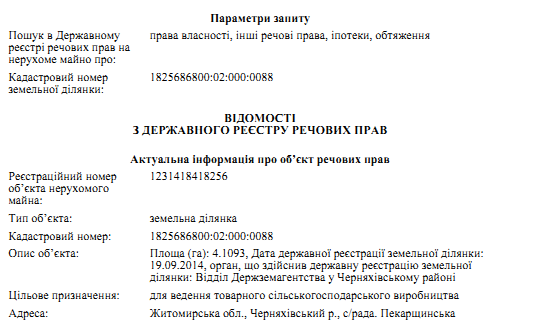 Параметри запиту
Пошук в Державному реєстрі речових прав на нерухоме майно про: права власності, інші речові права, іпотеки, обтяження
Кадастровий номер земельної ділянки: 1825686800:02:000:0088
ВІДОМОСТІ
З ДЕРЖАВНОГО РЕЄСТРУ РЕЧОВИХ ПРАВ
Актуальна інформація про об’єкт речових прав
Реєстраційний номер об’єкта нерухомого майна: 1231418418256
Тип об’єкта: земельна ділянка
Кадастровий номер: 1825686800:02:000:0088
Опис об’єкта: Площа (га): 4.1093, Дата державної реєстрації земельної ділянки: 19.09.2014, орган, що здійснив державну реєстрацію земельної ділянки: Відділ Держземагентства у Черняхівському районі
Цільове призначення: для ведення товарного сільськогосподарського виробництва
Адреса: Житомирська обл., Черняхівський р., с/рада. Пекарщинська